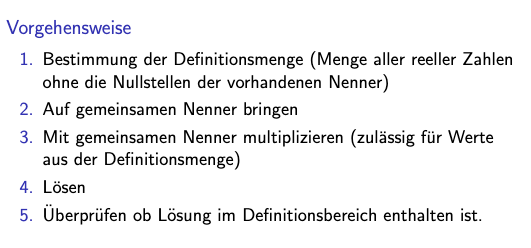 Vorgehensweise
1. Bestimmung der Definitionsmenge (Menge aller reeller Zahlen
ohne die Nullstellen der vorhandenen Nenner)
2. Auf gemeinsamen Nenner bringen
3. Mit gemeinsamen Nenner multiplizieren (zulässig für Werte
aus der Definitionsmenge)
4. Lösen
5. Überprüfen ob Lösung im Definitionsbereich enthalten ist.